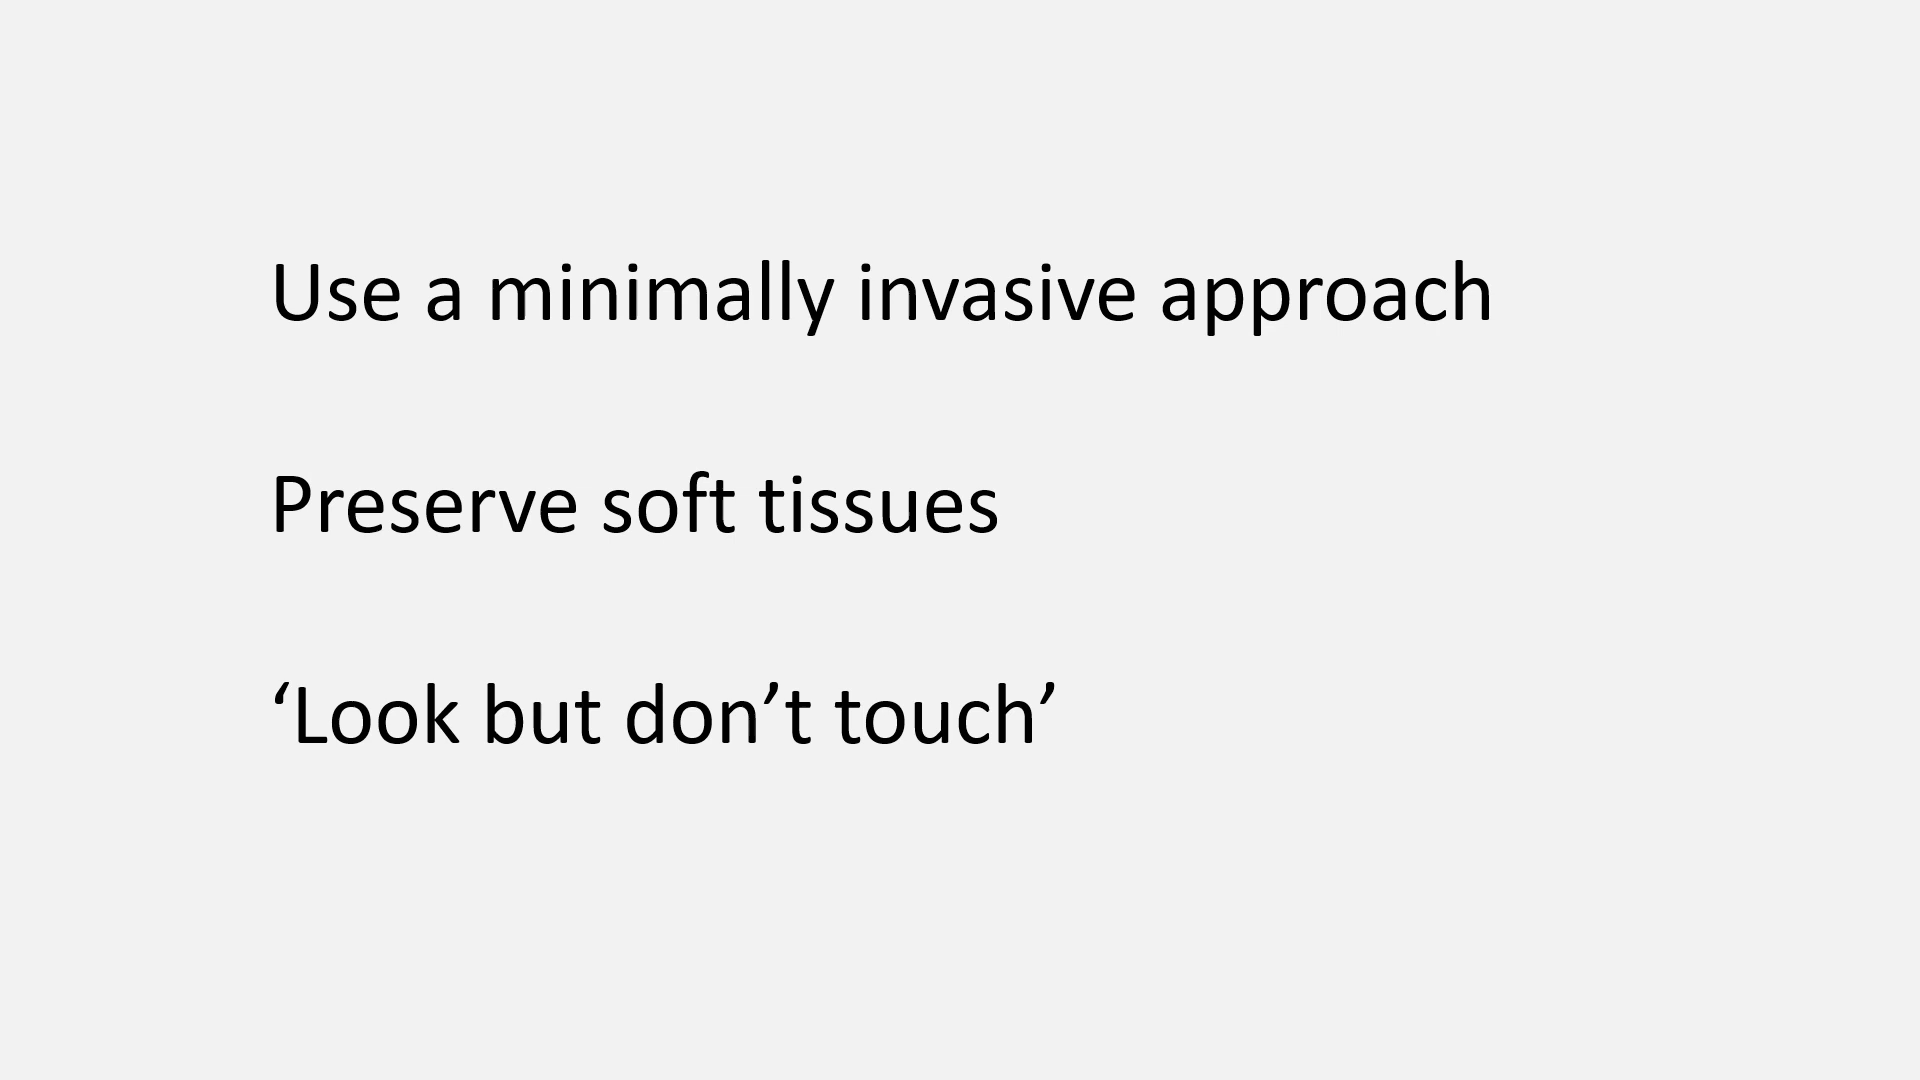 Use a minimally invasive approach
Preserve soft tissues
‘Look but don’t touch’